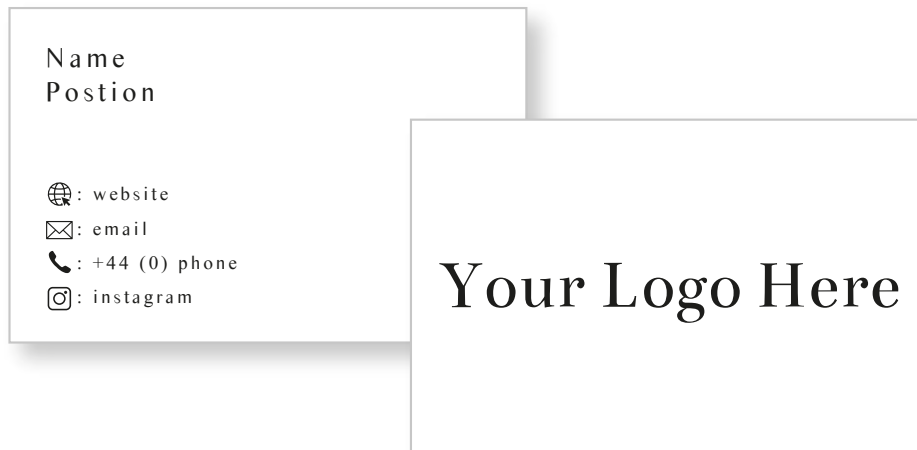 Name
Postion
: website
: email
: +44 (0) phone
: instagram
Your Logo Here